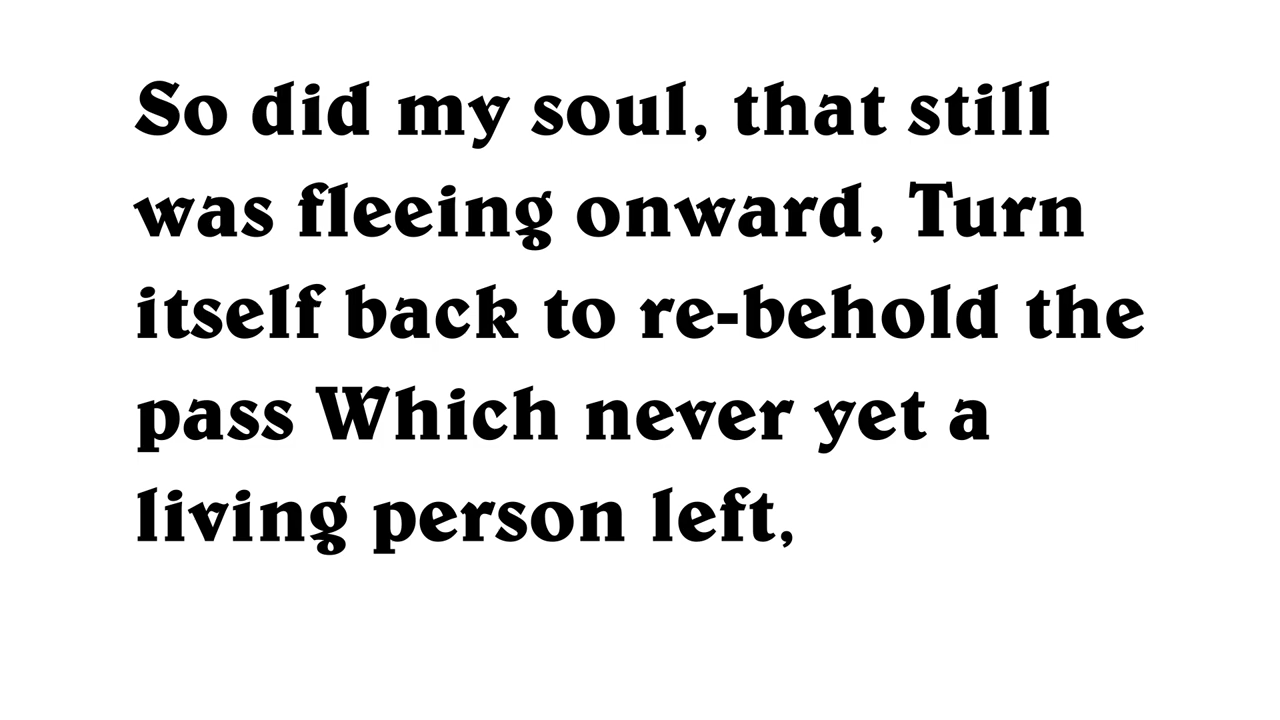 So did my soul, that still
was fleeing onward, Turn
itself back to re-behold the
pass Which never yet a
living person left,